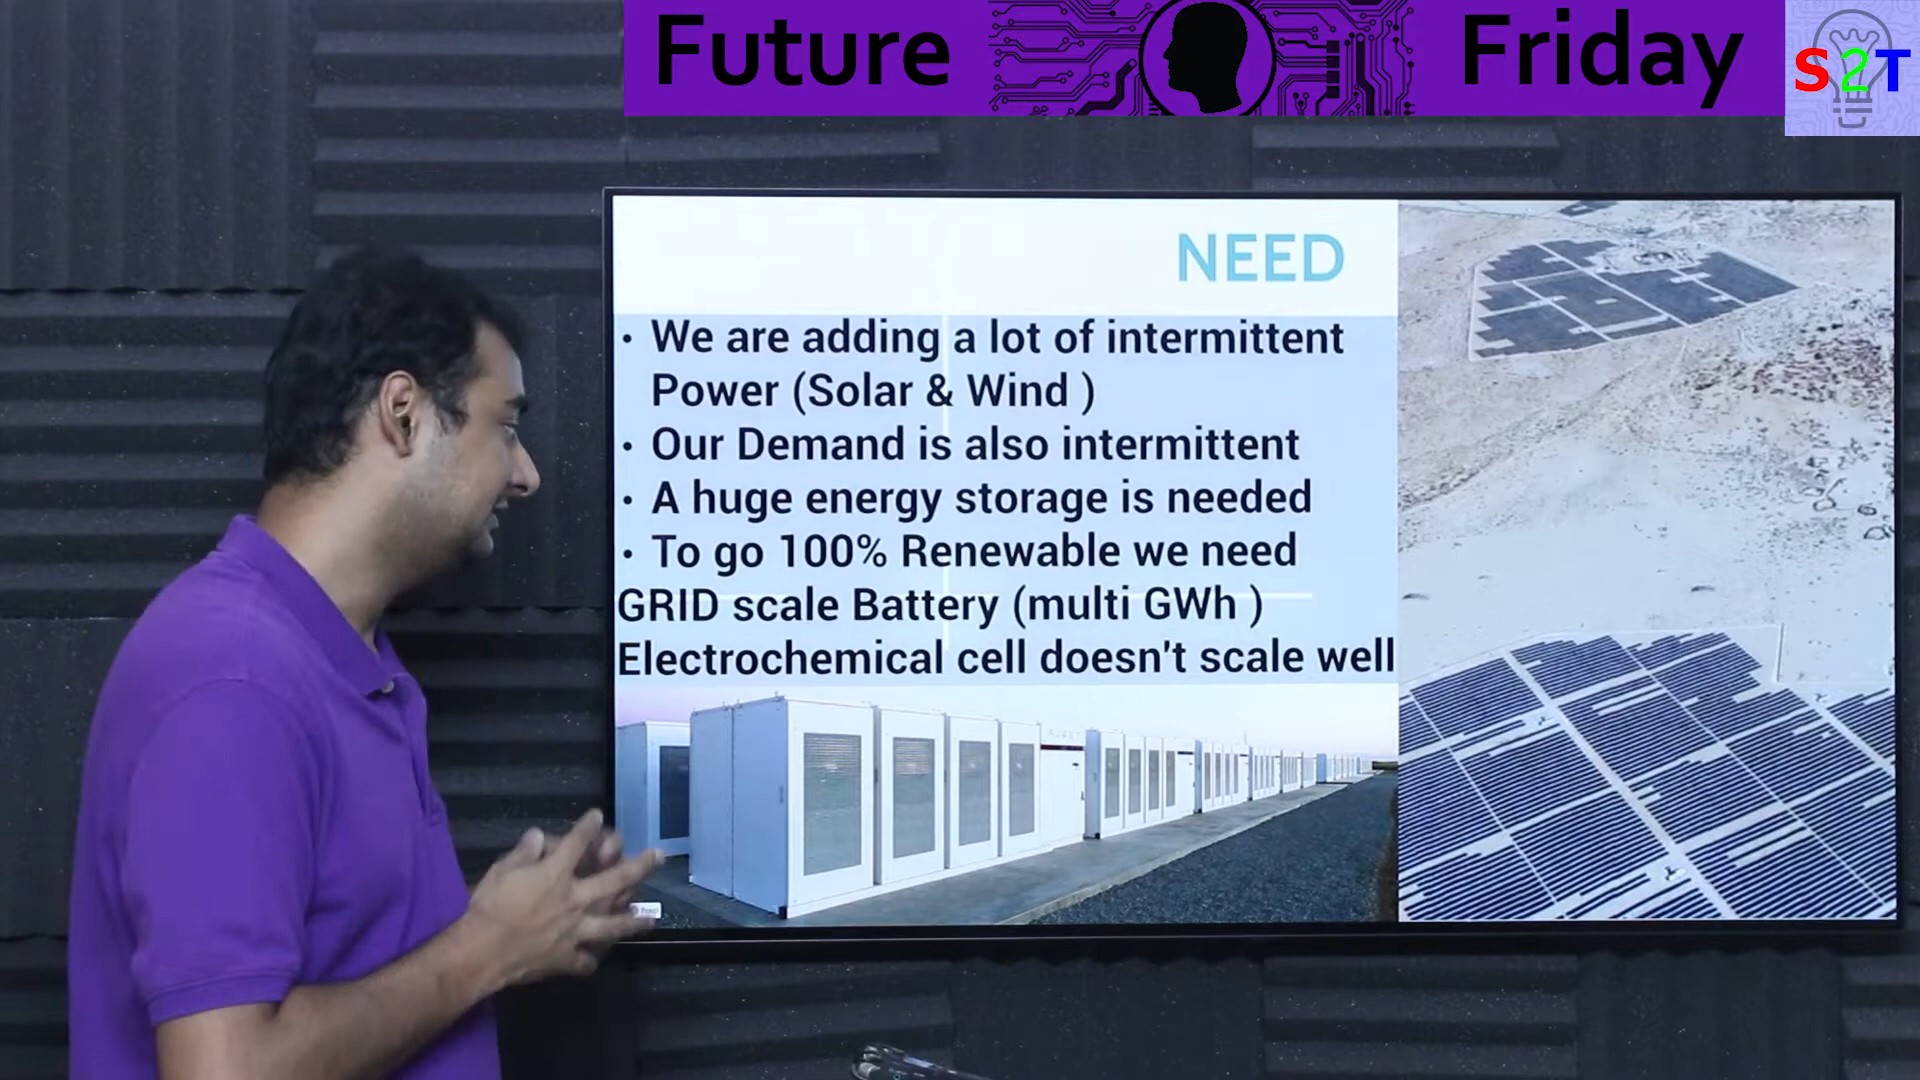 Future Friday
S2T
NEED
• We are adding a lot of intermittent
Power (Solar & Wind )
• Our Demand is also intermittent
• A huge energy storage is needed
• To go 100% Renewable we need
GRID scale Battery (multi GWh )
Electrochemical cell doesn't scale well